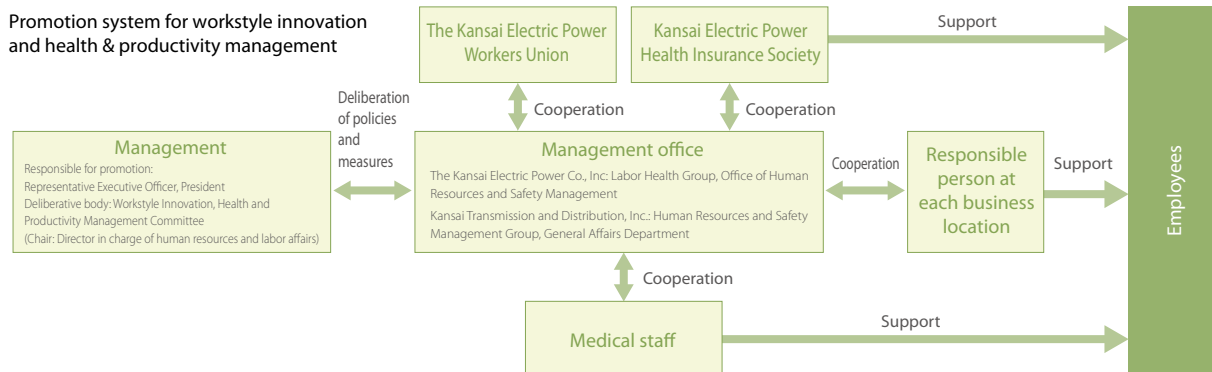 Promotion system for workstyle innovation
and health & productivity management
The Kansai Electric Power
Workers Union
Kansai Electric Power
Health Insurance Society
Support
Cooperation
Cooperation
Deliberation
of policies
and
measures
Management
Responsible for promotion:
Representative Executive Officer, President
Deliberative body: Workstyle Innovation, Health and
Productivity Management Committee
(Chair: Director in charge of human resources and labor affairs)
Management office
The Kansai Electric Power Co., Inc: Labor Health Group, Office of Human
Resources and Safety Management
Kansai Transmission and Distribution, Inc.: Human Resources and Safety
Management Group, General Affairs Department
Cooperation
Responsible
person at
each business
location
Support
Employees
Cooperation
Medical staff
Support